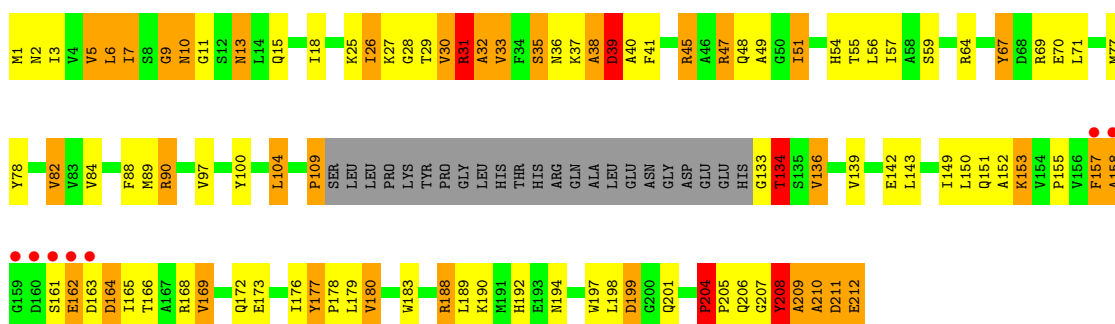 M1 N2 I3 V4 V5 L6 I7 S8 G9 N10 G11 S12 N13 L14 Q15 I18 K25 I26 K27 G28 T29 V30 R31 A32 V33 F34 S35 N36 K37 A38 D39 A40 F41 R45 A46 R47 Q48 A49 G50 I51 H54 T55 L56 I57 A58 S59 R64 Y67 D68 R69 E70 L71 M77
Y78 V82 V83 V84 F88 M89 R90 V97 Y100 L104 P109 SER LEU LEU PRO LYS TYR PRO GLY LEU HIS THR HIS ARG GLN ALA LEU GLU ASN GLY ASP GLU GLU HIS G133 T134 S135 V136 V139 E142 L143 I149 L150 Q151 A152 K153 V154 P155 V156 F157 A158
G159 D160 S161 E162 D163 D164 I165 T166 A167 R168 V169 Q172 E173 I176 Y177 P178 L179 V180 W183 R188 L189 K190 M191 H192 E193 N194 W197 L198 D199 G200 Q201 P204 P205 Q206 G207 Y208 A209 A210 D211 E212